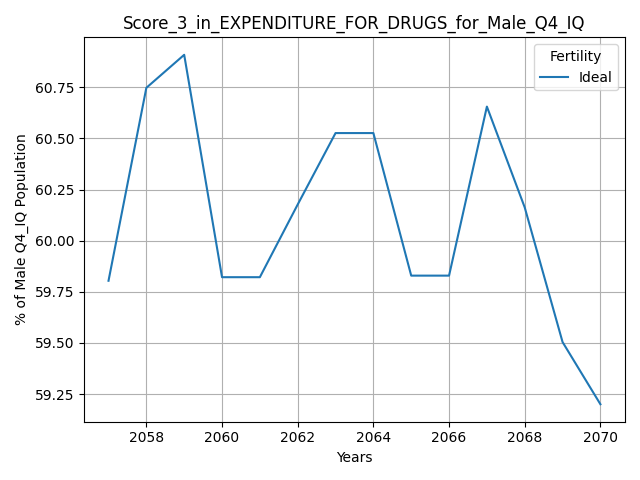 Score_3_in_EXPENDITURE_FOR_DRUGS_for_Male_Q4_IQ
Fertility
Ideal
% of Male Q4_IQ Population
60.75
60.50
60.25
60.00
59.75
59.50
59.25
2058 2060 2062 2064 2066 2068 2070
Years